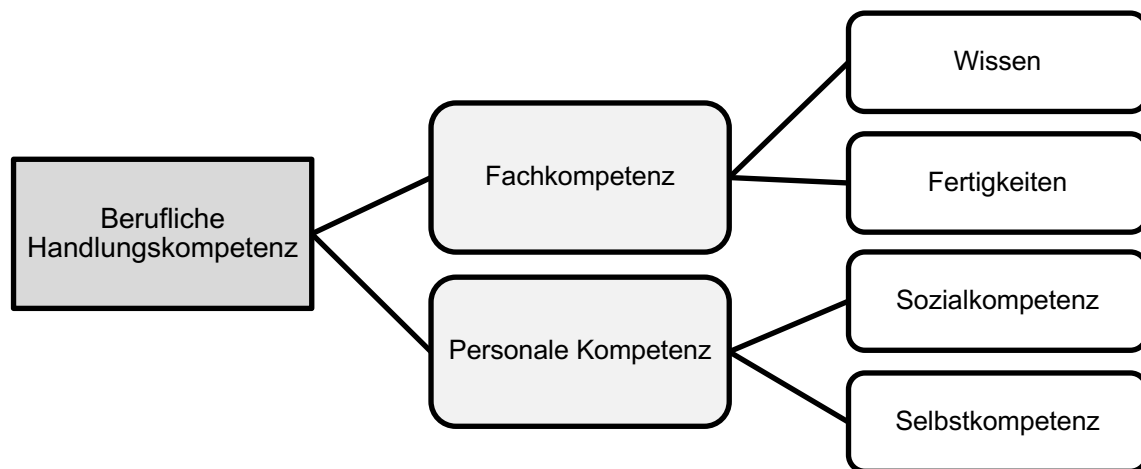 Berufliche
Handlungskompetenz
Fachkompetenz
Personale Kompetenz
Wissen
Fertigkeiten
Sozialkompetenz
Selbstkompetenz